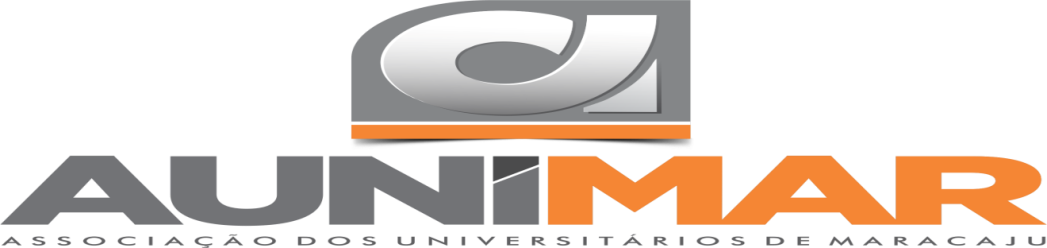 a
AUNIMAR
ASSOCIAÇÃO DOS UNIVERSITÁRIOS DE MARACAJU